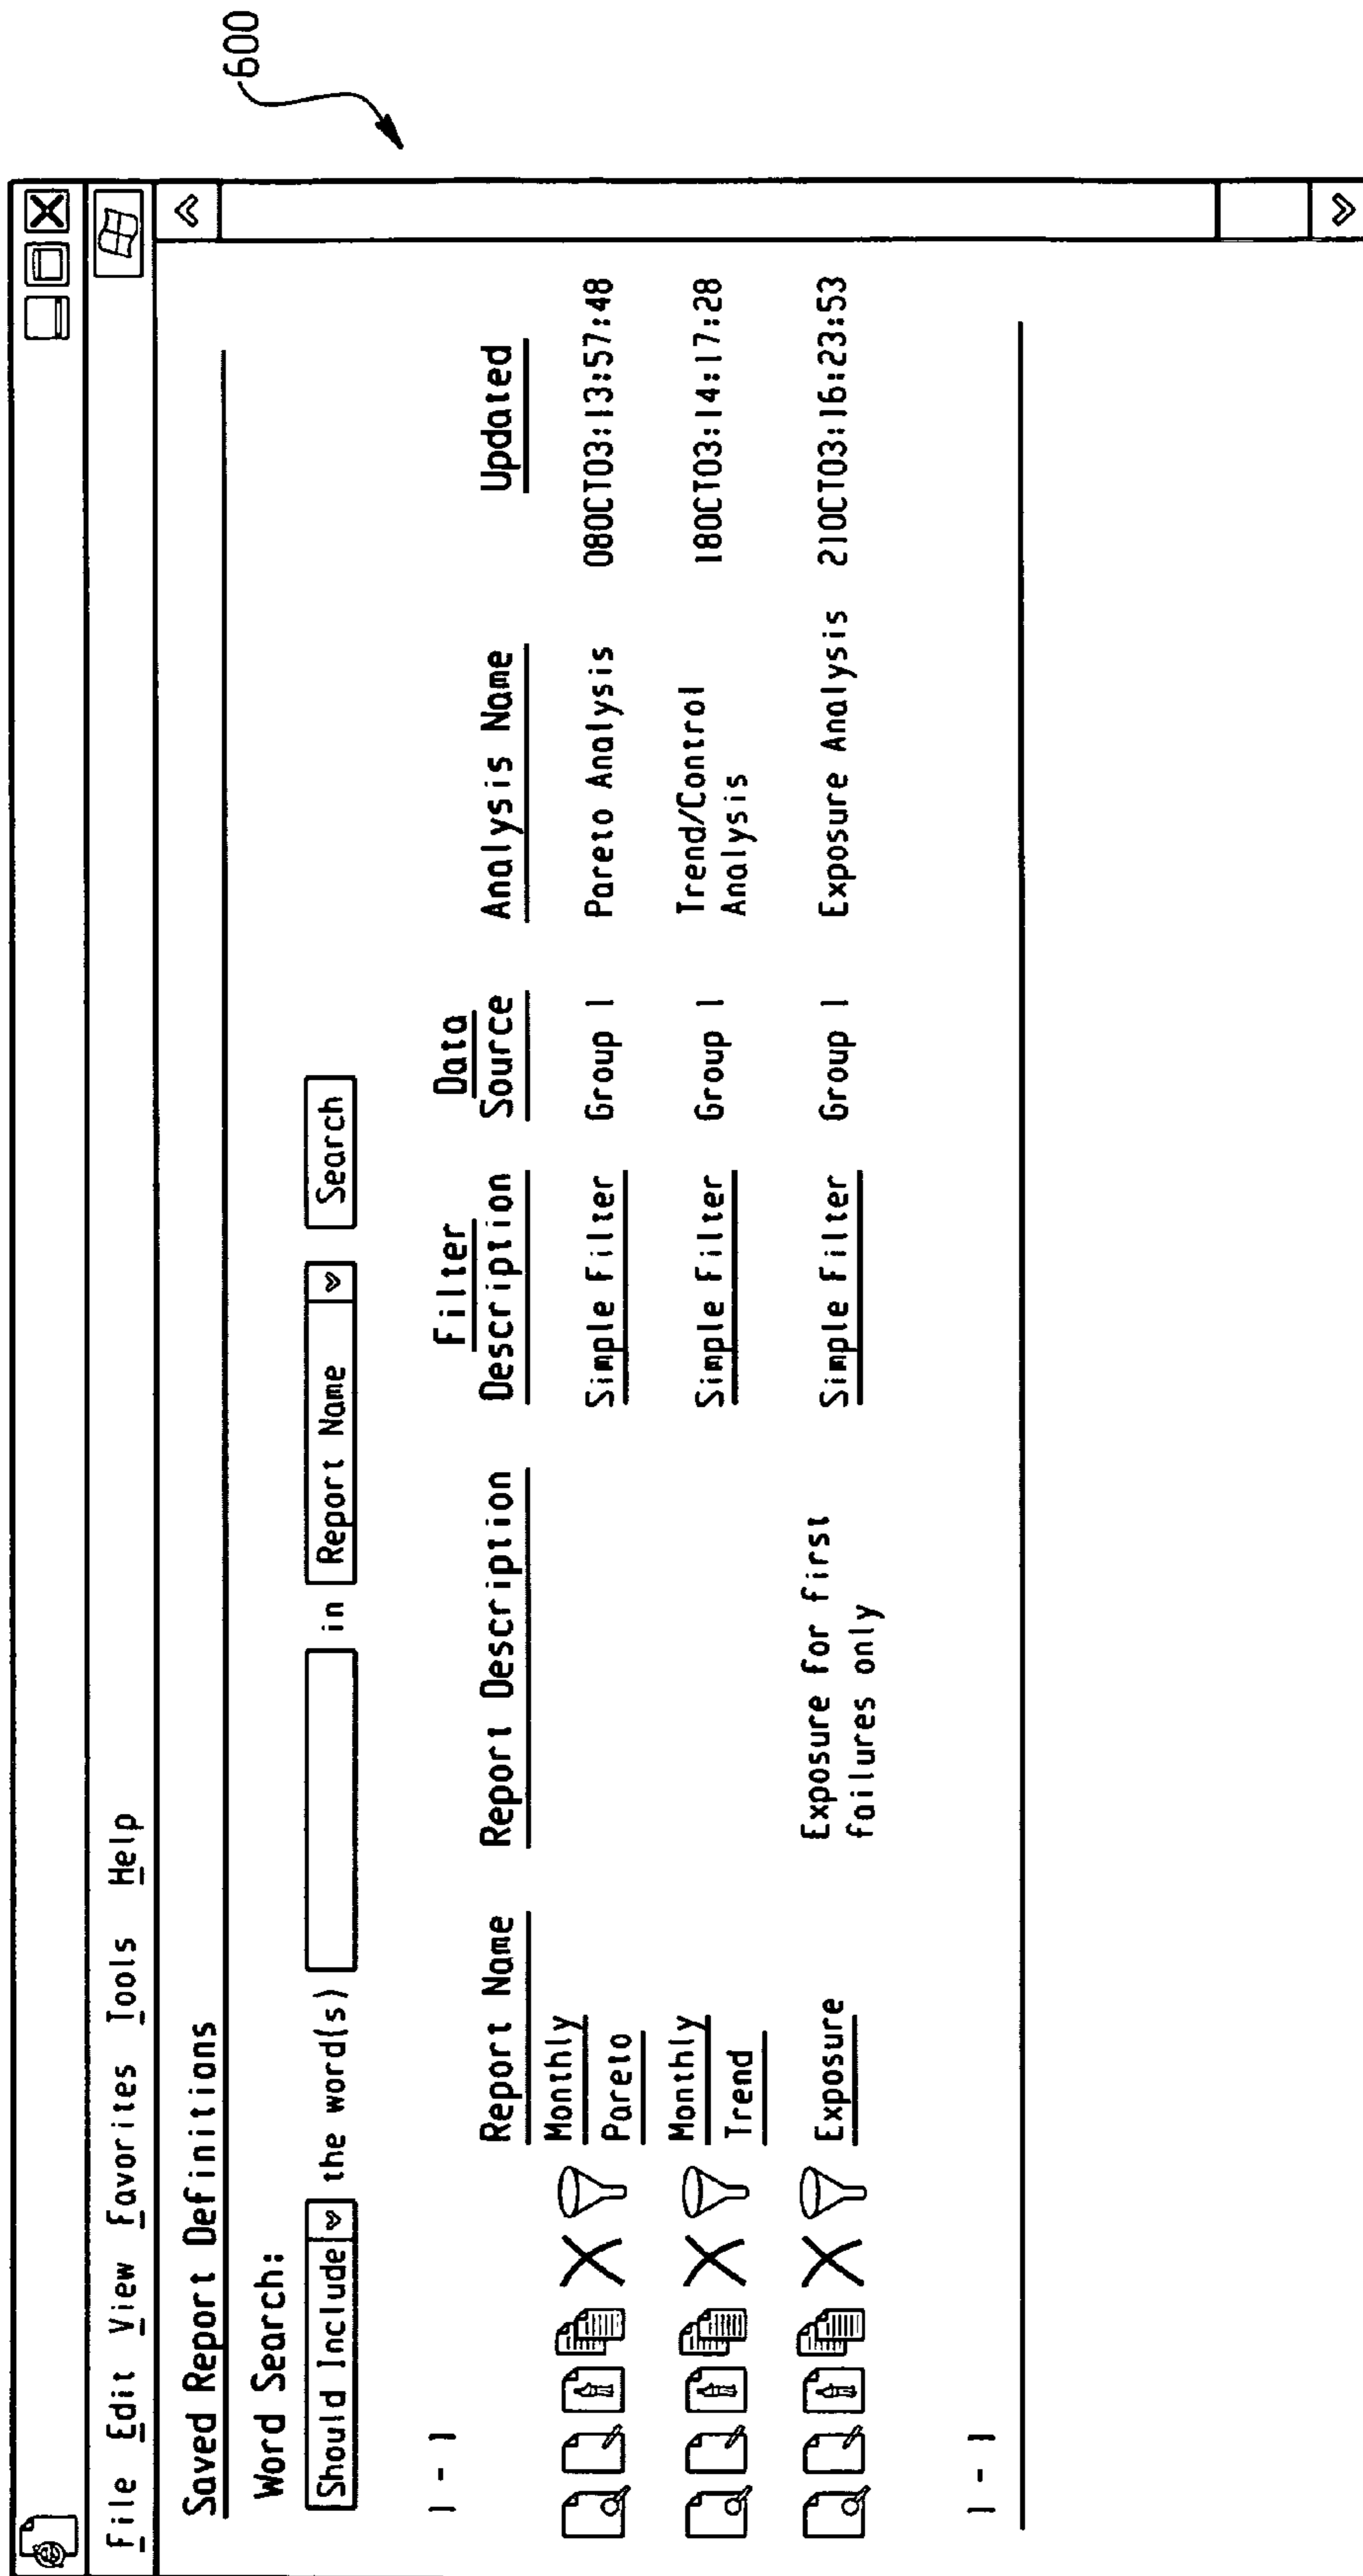 600
File Edit View Favorites Tools Help
Saved Report Definitions
Word Search:
Should Include the word(s) in Report Name Search
1 - 1
Report Name Report Description Filter Description Data Source Analysis Name Updated
Monthly Pareto Simple Filter Group 1 Pareto Analysis 08OCT03:13:57:48
Monthly Trend Simple Filter Group 1 Trend/Control Analysis 18OCT03:14:17:28
Exposure Exposure for first failures only Simple Filter Group 1 Exposure Analysis 21OCT03:16:23:53
1 - 1